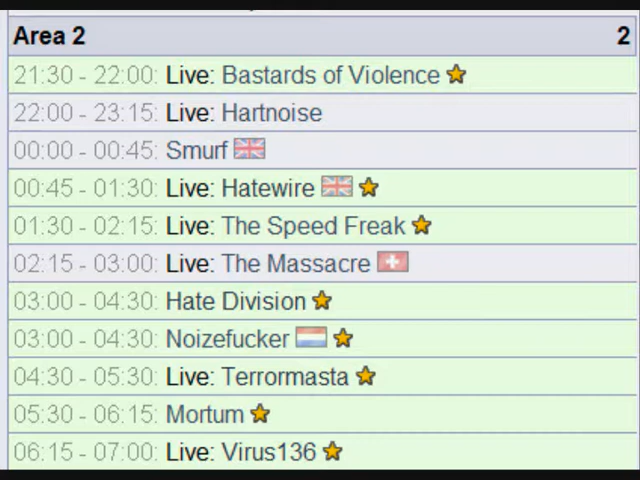 Area 2 2
21:30 - 22:00: Live: Bastards of Violence
22:00 - 23:15: Live: Hartnoise
00:00 - 00:45: Smurf
00:45 - 01:30: Live: Hatewire
01:30 - 02:15: Live: The Speed Freak
02:15 - 03:00: Live: The Massacre
03:00 - 04:30: Hate Division
03:00 - 04:30: Noizefucker
04:30 - 05:30: Live: Terrormasta
05:30 - 06:15: Mortum
06:15 - 07:00: Live: Virus136